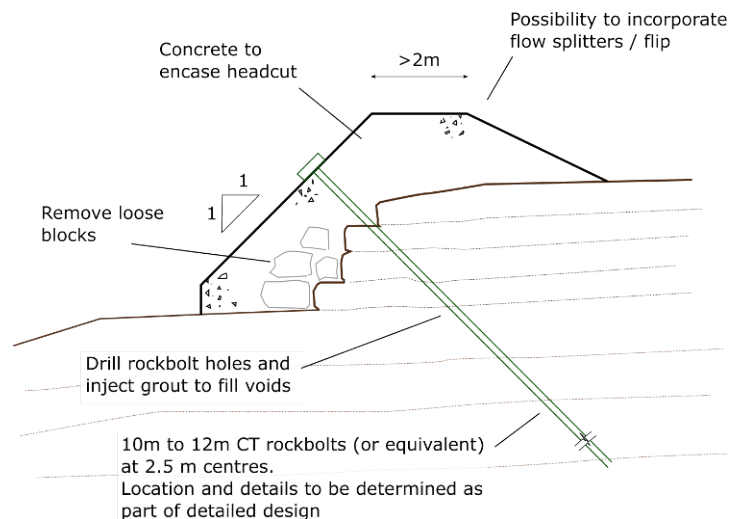 Possibility to incorporate
flow splitters / flip
Concrete to
encase headcut
>2m
1
1
Remove loose
blocks
Drill rockbolt holes and
inject grout to fill voids
10m to 12m CT rockbolts (or equivalent)
at 2.5 m centres.
Location and details to be determined as
part of detailed design